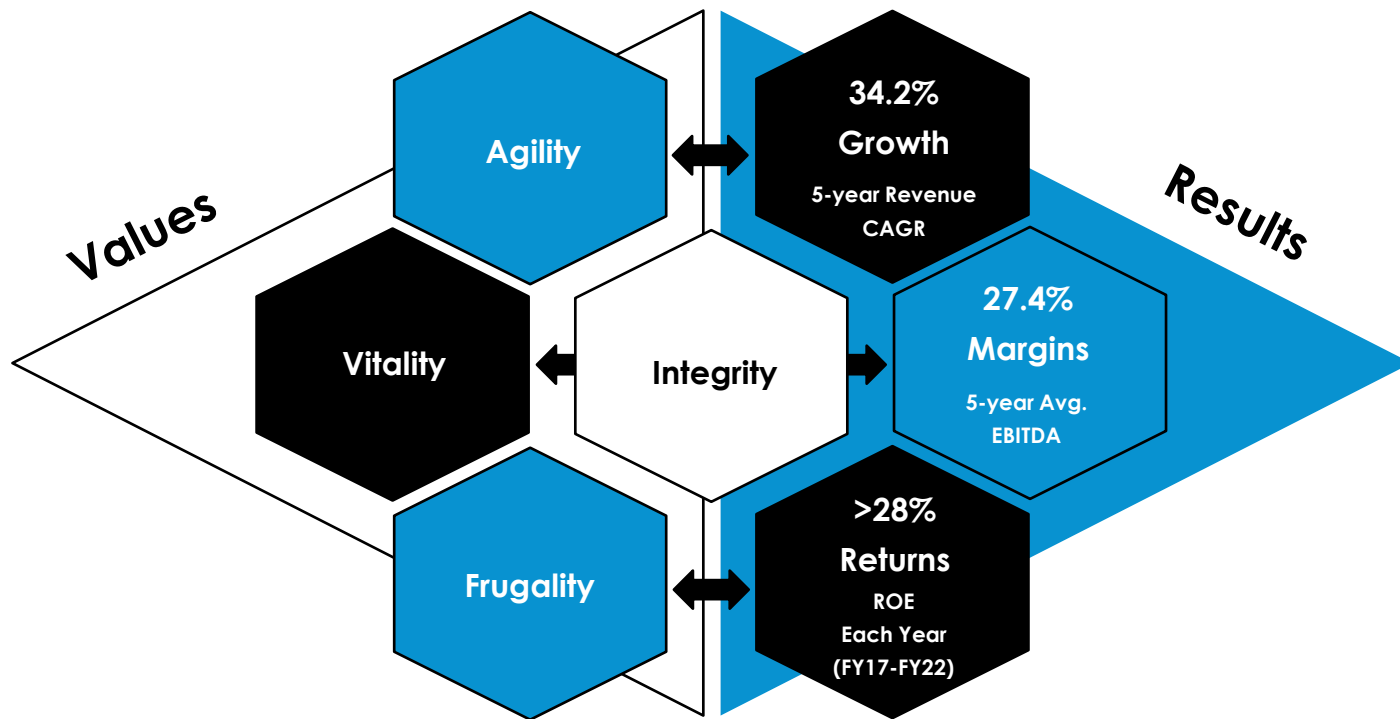 Values
Results
Agility
34.2%
Growth
5-year Revenue
CAGR
Vitality
Integrity
27.4%
Margins
5-year Avg.
EBITDA
Frugality
>28%
Returns
ROE
Each Year
(FY17-FY22)